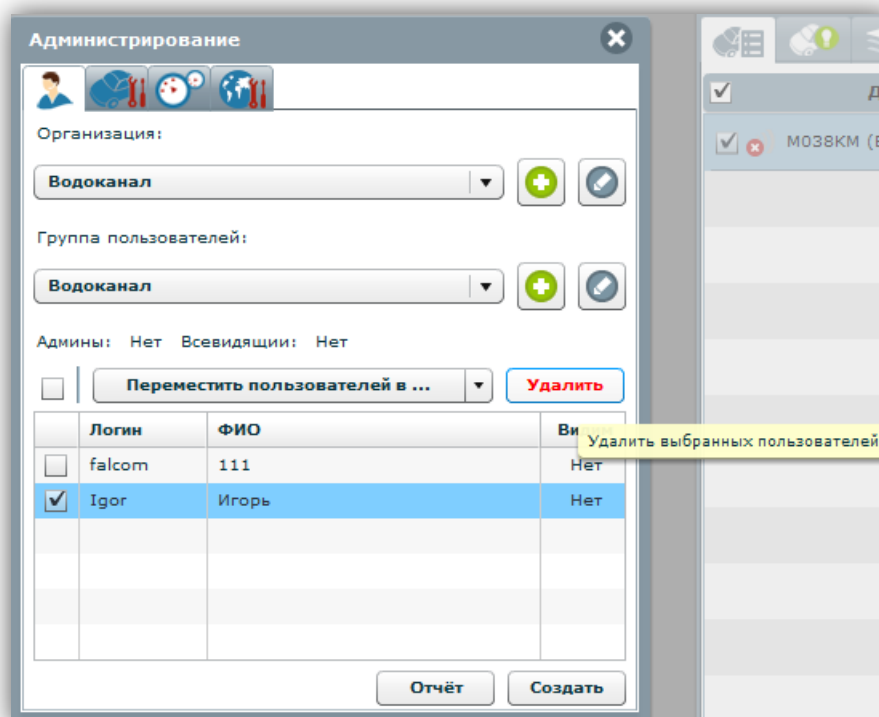 Администрирование
Организация:
Водоканал
Группа пользователей:
Водоканал
Админы: Нет Всевидящии: Нет
Переместить пользователей в ... Удалить
Логин ФИО
Удалить выбранных пользователей
falcom 111 Нет
Igor Игорь Нет
Отчёт Создать
М038КМ